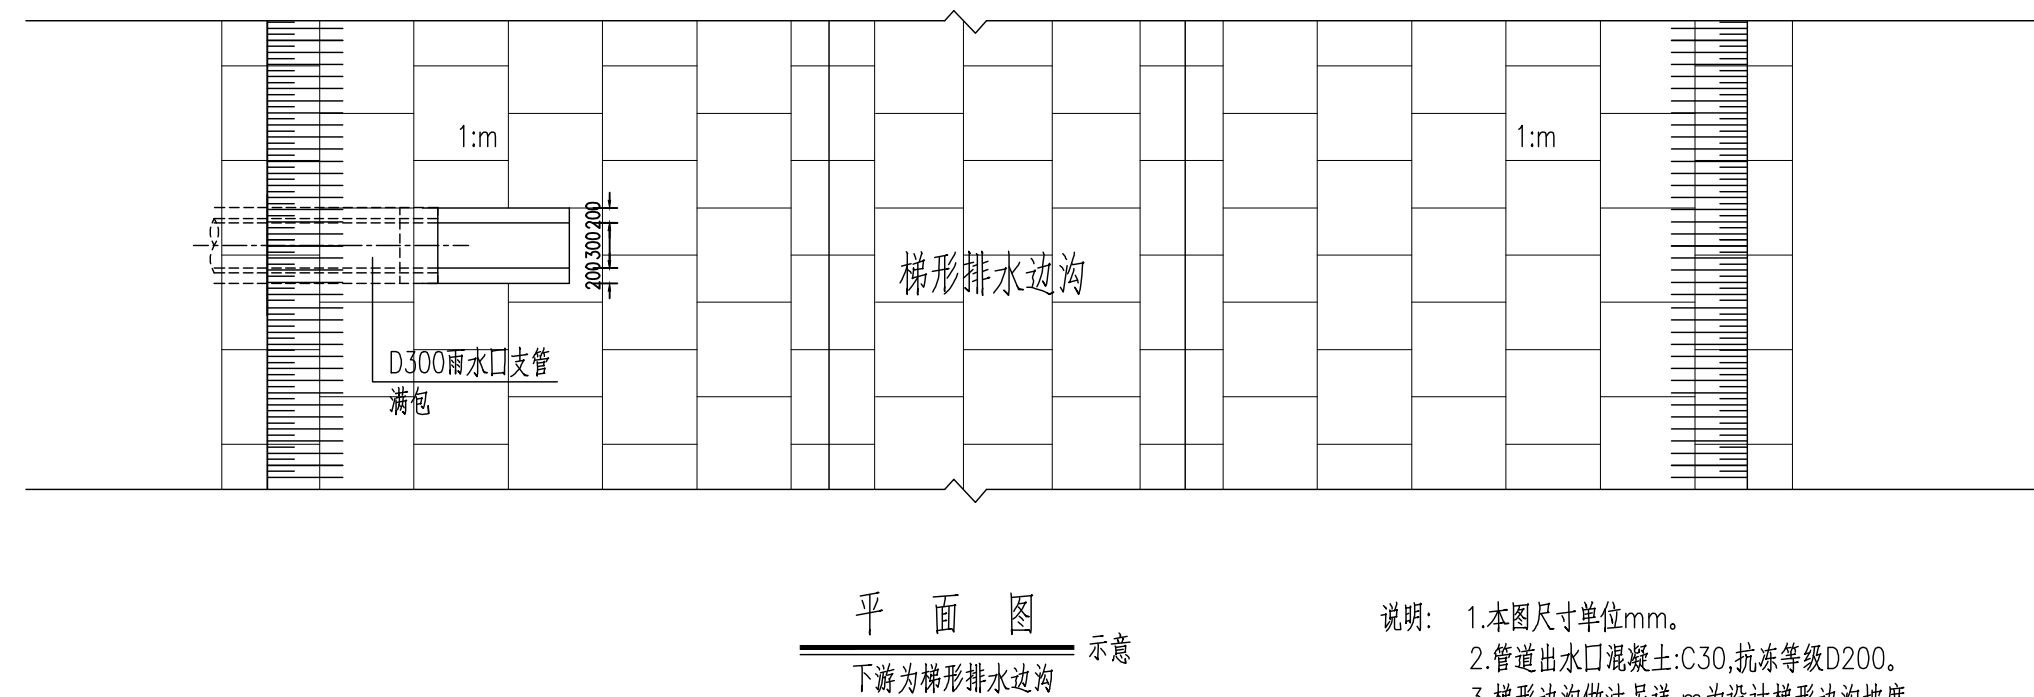 1:m
1:m
200
300
200
梯形排水边沟
D300雨水口支管
满包
平 面 图
示意
下游为梯形排水边沟
说明: 1.本图尺寸单位mm。
2.管道出水口混凝土:C30,抗冻等级D200。